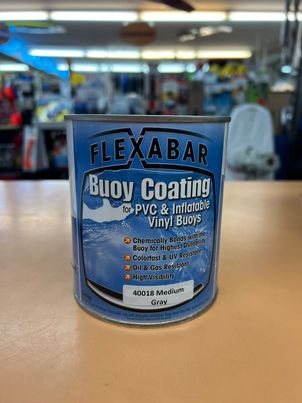 FLEXABAR
Buoy Coating
for PVC & Inflatable
Vinyl Buoys
Chemically Bonds with the
Buoy for Highest Durability
Colorfast & UV Resistant
Oil & Gas Resistant
High Visibility
40018 Medium
Gray